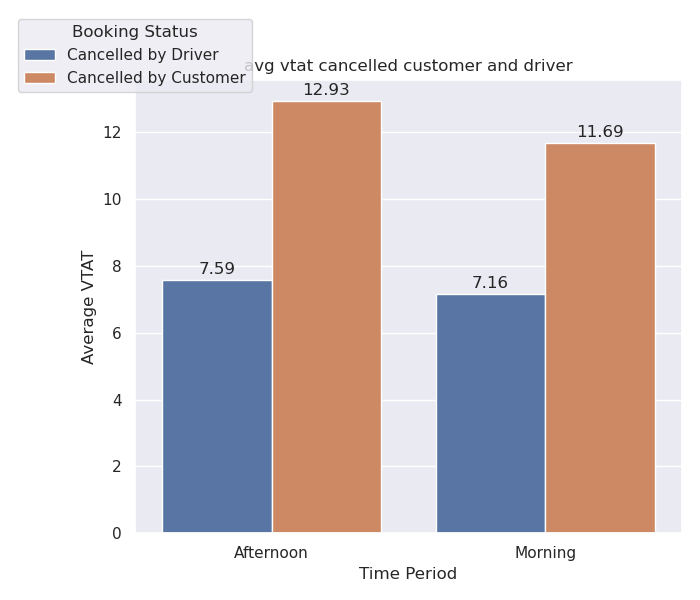 Booking Status
Cancelled by Driver
Cancelled by Customer
avg vtat cancelled customer and driver
12.93
11.69
7.59
7.16
12
10
8
6
4
2
0
Average VTAT
Afternoon
Morning
Time Period